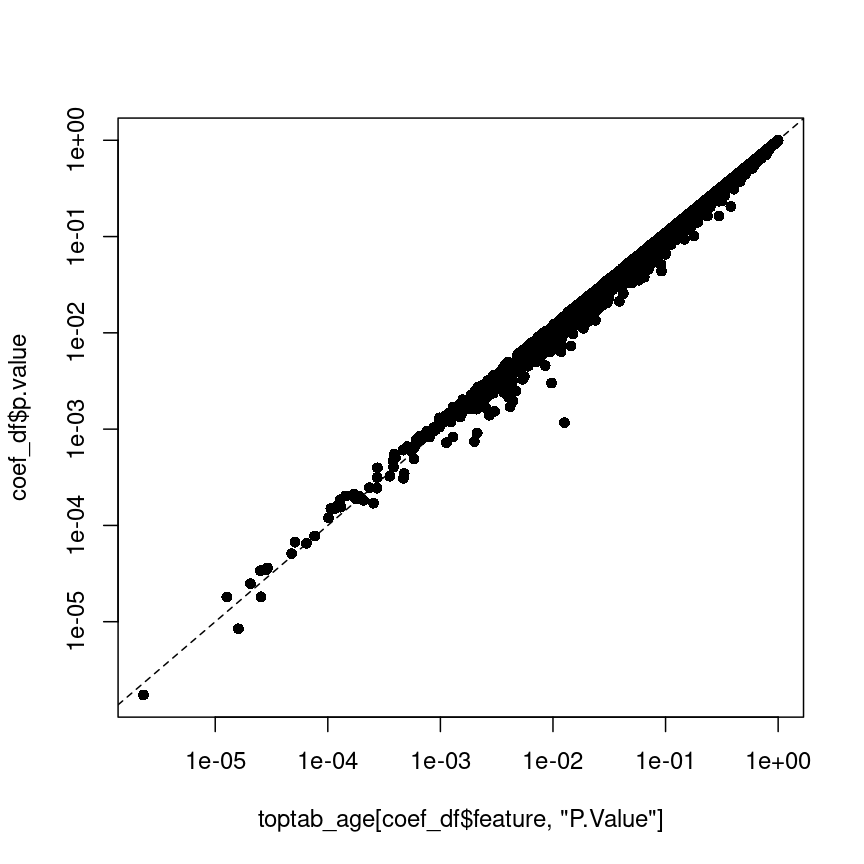 1e+00
1e-01
1e-02
1e-03
1e-04
1e-05
coef_df$p.value
1e-05 1e-04 1e-03 1e-02 1e-01 1e+00
toptab_age[coef_df$feature, "P.Value"]